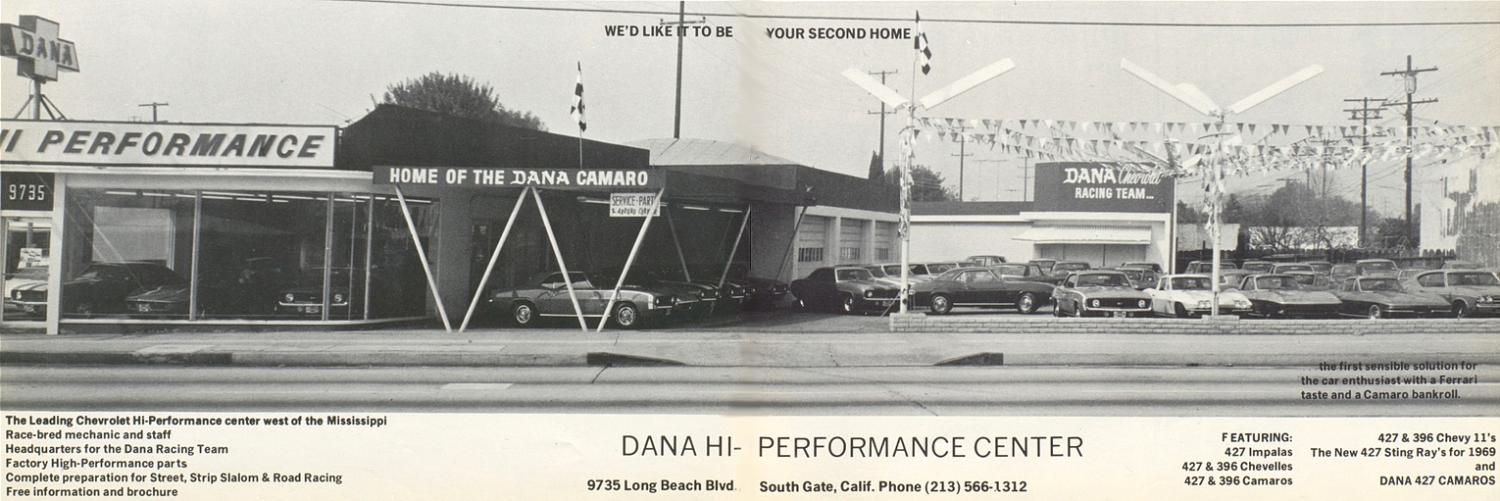 WE'D LIKE IT TO BE YOUR SECOND HOME
DANA
HI PERFORMANCE
9735
HOME OF THE DANA CAMARO
SERVICE-PARTS
DANA Chevrolet
RACING TEAM...
the first sensible solution for
the car enthusiast with a Ferrari
taste and a Camaro bankroll.
The Leading Chevrolet Hi-Performance center west of the Mississippi
Race-bred mechanic and staff
Headquarters for the Dana Racing Team
Factory High-Performance parts
Complete preparation for Street, Strip Slalom & Road Racing
Free information and brochure
DANA HI- PERFORMANCE CENTER
9735 Long Beach Blvd. South Gate, Calif. Phone (213) 566-1312
FEATURING:
427 Impalas
427 & 396 Chevelles
427 & 396 Camaros
427 & 396 Chevy 11's
The New 427 Sting Ray's for 1969
and
DANA 427 CAMAROS